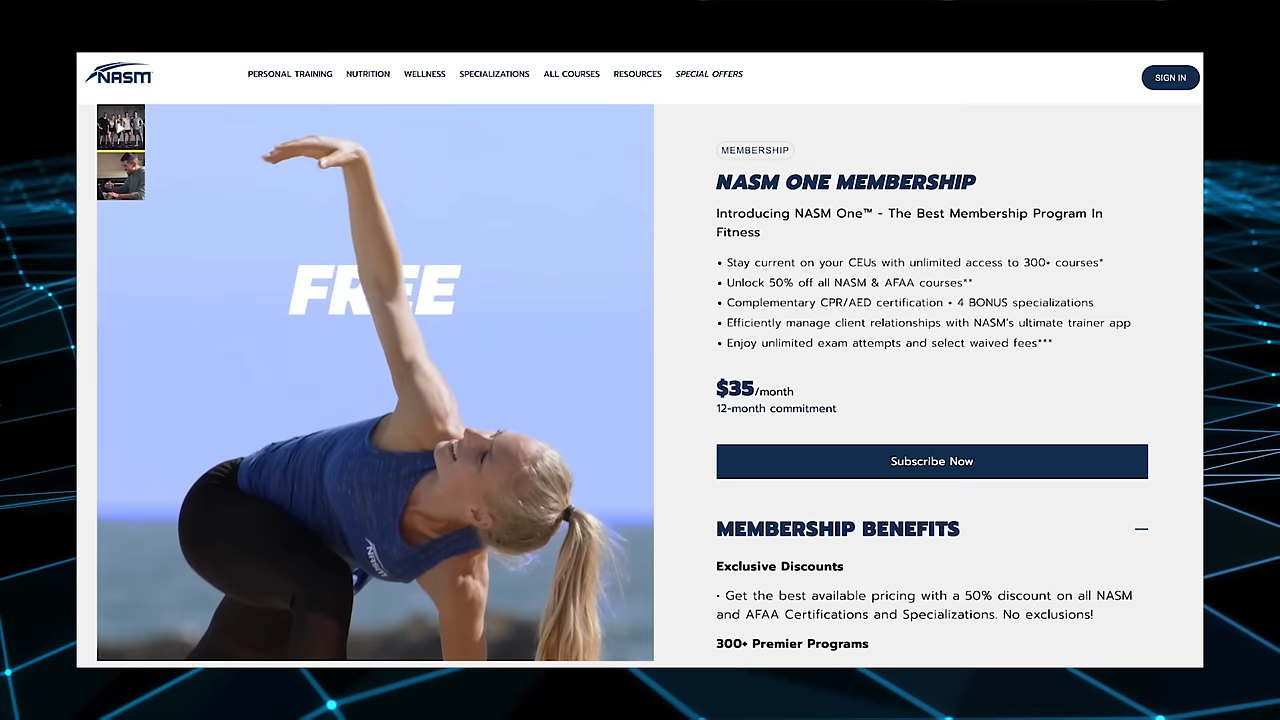 NASM
PERSONAL TRAINING NUTRITION WELLNESS SPECIALIZATIONS ALL COURSES RESOURCES SPECIAL OFFERS
SIGN IN
FREE
NASM
MEMBERSHIP
NASM ONE MEMBERSHIP
Introducing NASM One™ - The Best Membership Program In
Fitness
• Stay current on your CEUs with unlimited access to 300+ courses*
• Unlock 50% off all NASM & AFAA courses**
• Complementary CPR/AED certification + 4 BONUS specializations
• Efficiently manage client relationships with NASM's ultimate trainer app
• Enjoy unlimited exam attempts and select waived fees***
$35/month
12-month commitment
Subscribe Now
MEMBERSHIP BENEFITS
Exclusive Discounts
• Get the best available pricing with a 50% discount on all NASM
and AFAA Certifications and Specializations. No exclusions!
300+ Premier Programs